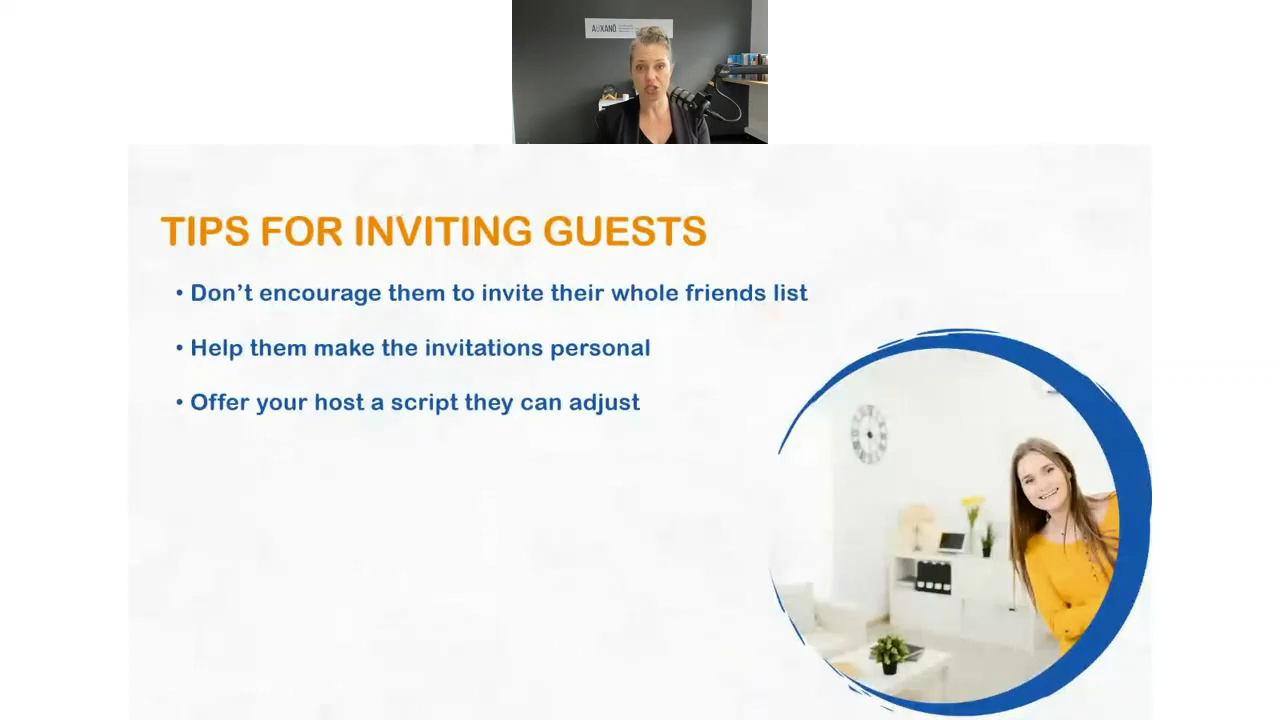 AUXANO
TIPS FOR INVITING GUESTS
• Don't encourage them to invite their whole friends list
• Help them make the invitations personal
• Offer your host a script they can adjust